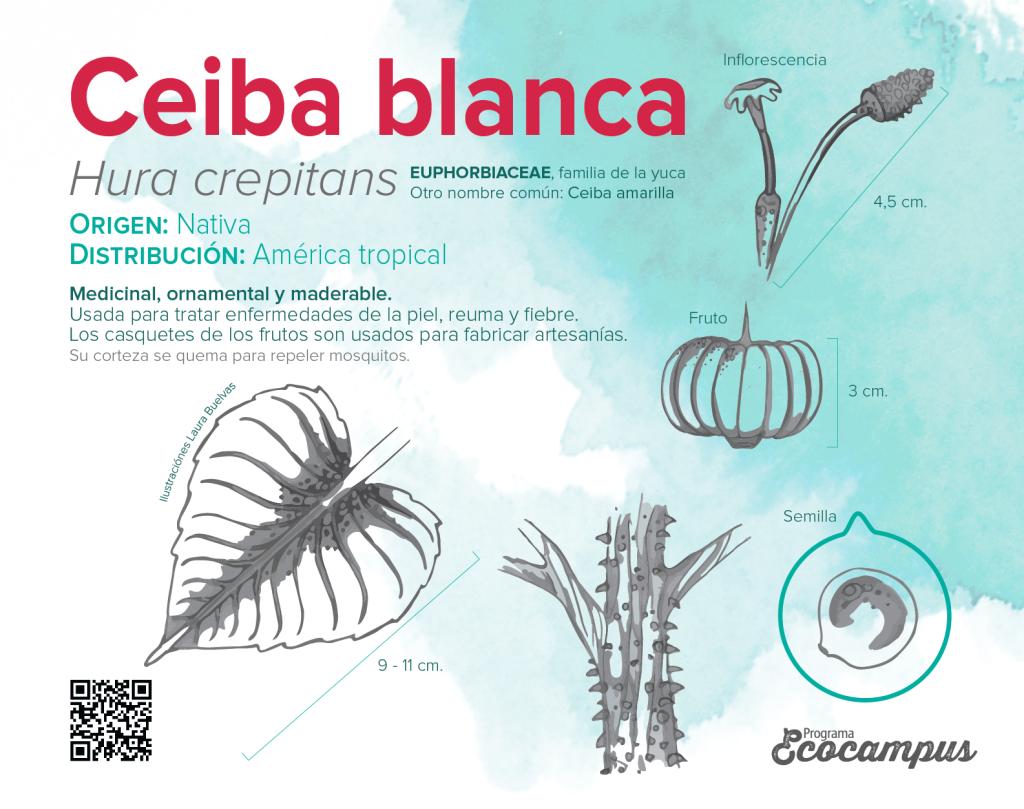 Ceiba blanca
Hura crepitans
EUPHORBIACEAE, familia de la yuca
Otro nombre común: Ceiba amarilla
ORIGEN: Nativa
DISTRIBUCIÓN: América tropical
Medicinal, ornamental y maderable.
Usada para tratar enfermedades de la piel, reuma y fiebre.
Los casquetes de los frutos son usados para fabricar artesanías.
Su corteza se quema para repeler mosquitos.
Inflorescencia
4,5 cm.
Fruto
3 cm.
Ilustraciónes Laura Buelvas
9 - 11 cm.
Semilla
Programa
Ecocampus